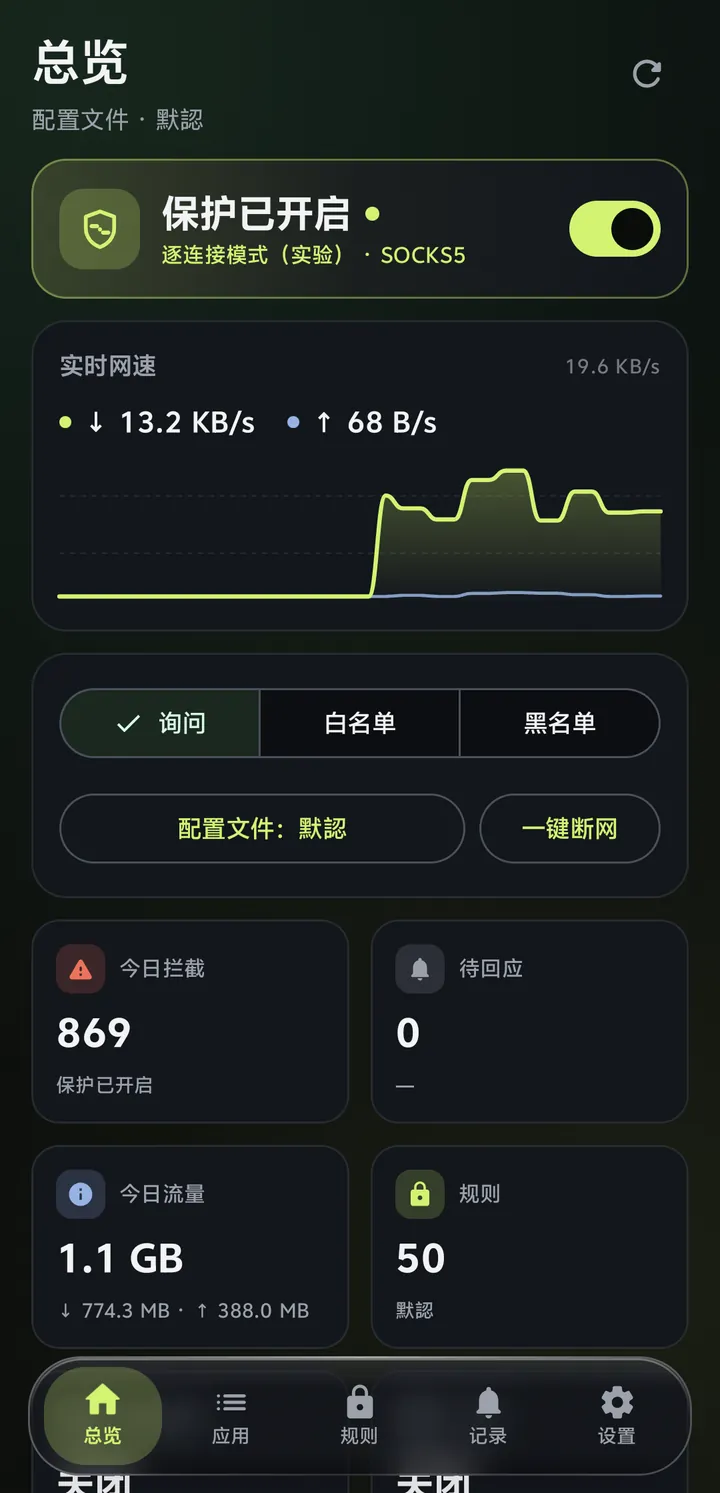 总览
配置文件 · 默認
保护已开启
逐连接模式（实验） · SOCKS5
实时网速
19.6 KB/s
↓ 13.2 KB/s ↑ 68 B/s
询问 白名单 黑名单
配置文件：默認 一键断网
今日拦截
869
保护已开启
待回应
0
—
今日流量
1.1 GB
↓ 774.3 MB · ↑ 388.0 MB
规则
50
默認
总览 应用 规则 记录 设置